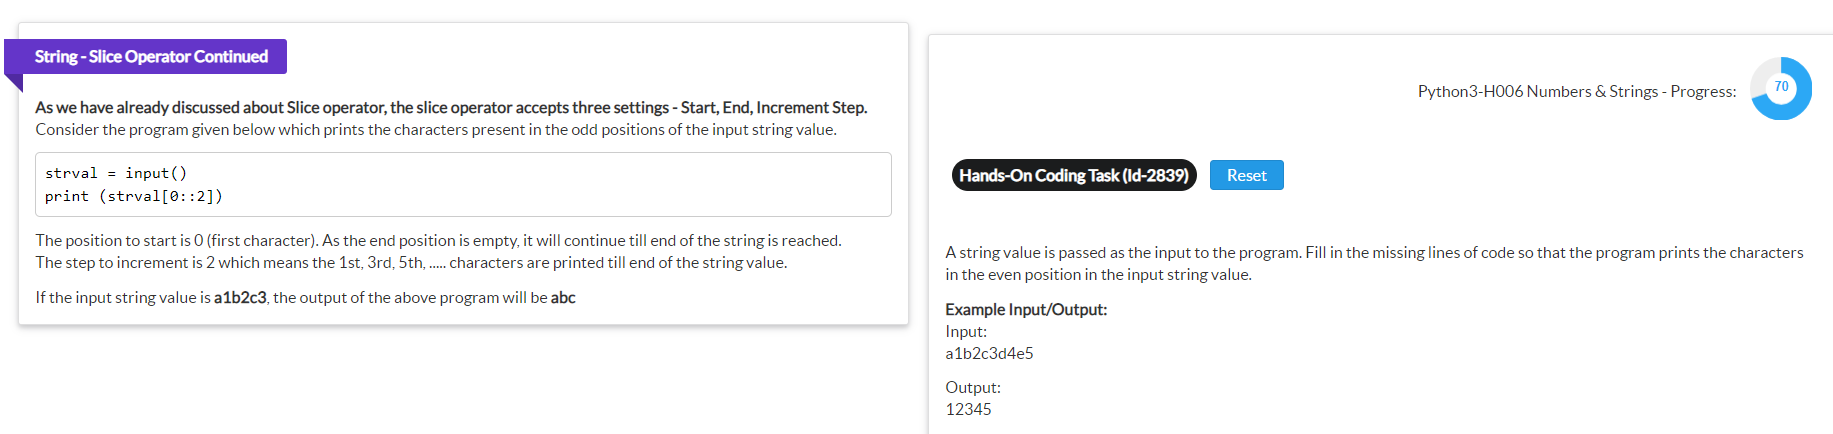 String - Slice Operator Continued
As we have already discussed about Slice operator, the slice operator accepts three settings - Start, End, Increment Step.
Consider the program given below which prints the characters present in the odd positions of the input string value.
strval = input()
print (strval[0::2])
The position to start is 0 (first character). As the end position is empty, it will continue till end of the string is reached.
The step to increment is 2 which means the 1st, 3rd, 5th, ..... characters are printed till end of the string value.
If the input string value is a1b2c3, the output of the above program will be abc
Python3-H006 Numbers & Strings - Progress:
70
Hands-On Coding Task (Id-2839)
Reset
A string value is passed as the input to the program. Fill in the missing lines of code so that the program prints the characters
in the even position in the input string value.
Example Input/Output:
Input:
a1b2c3d4e5
Output:
12345